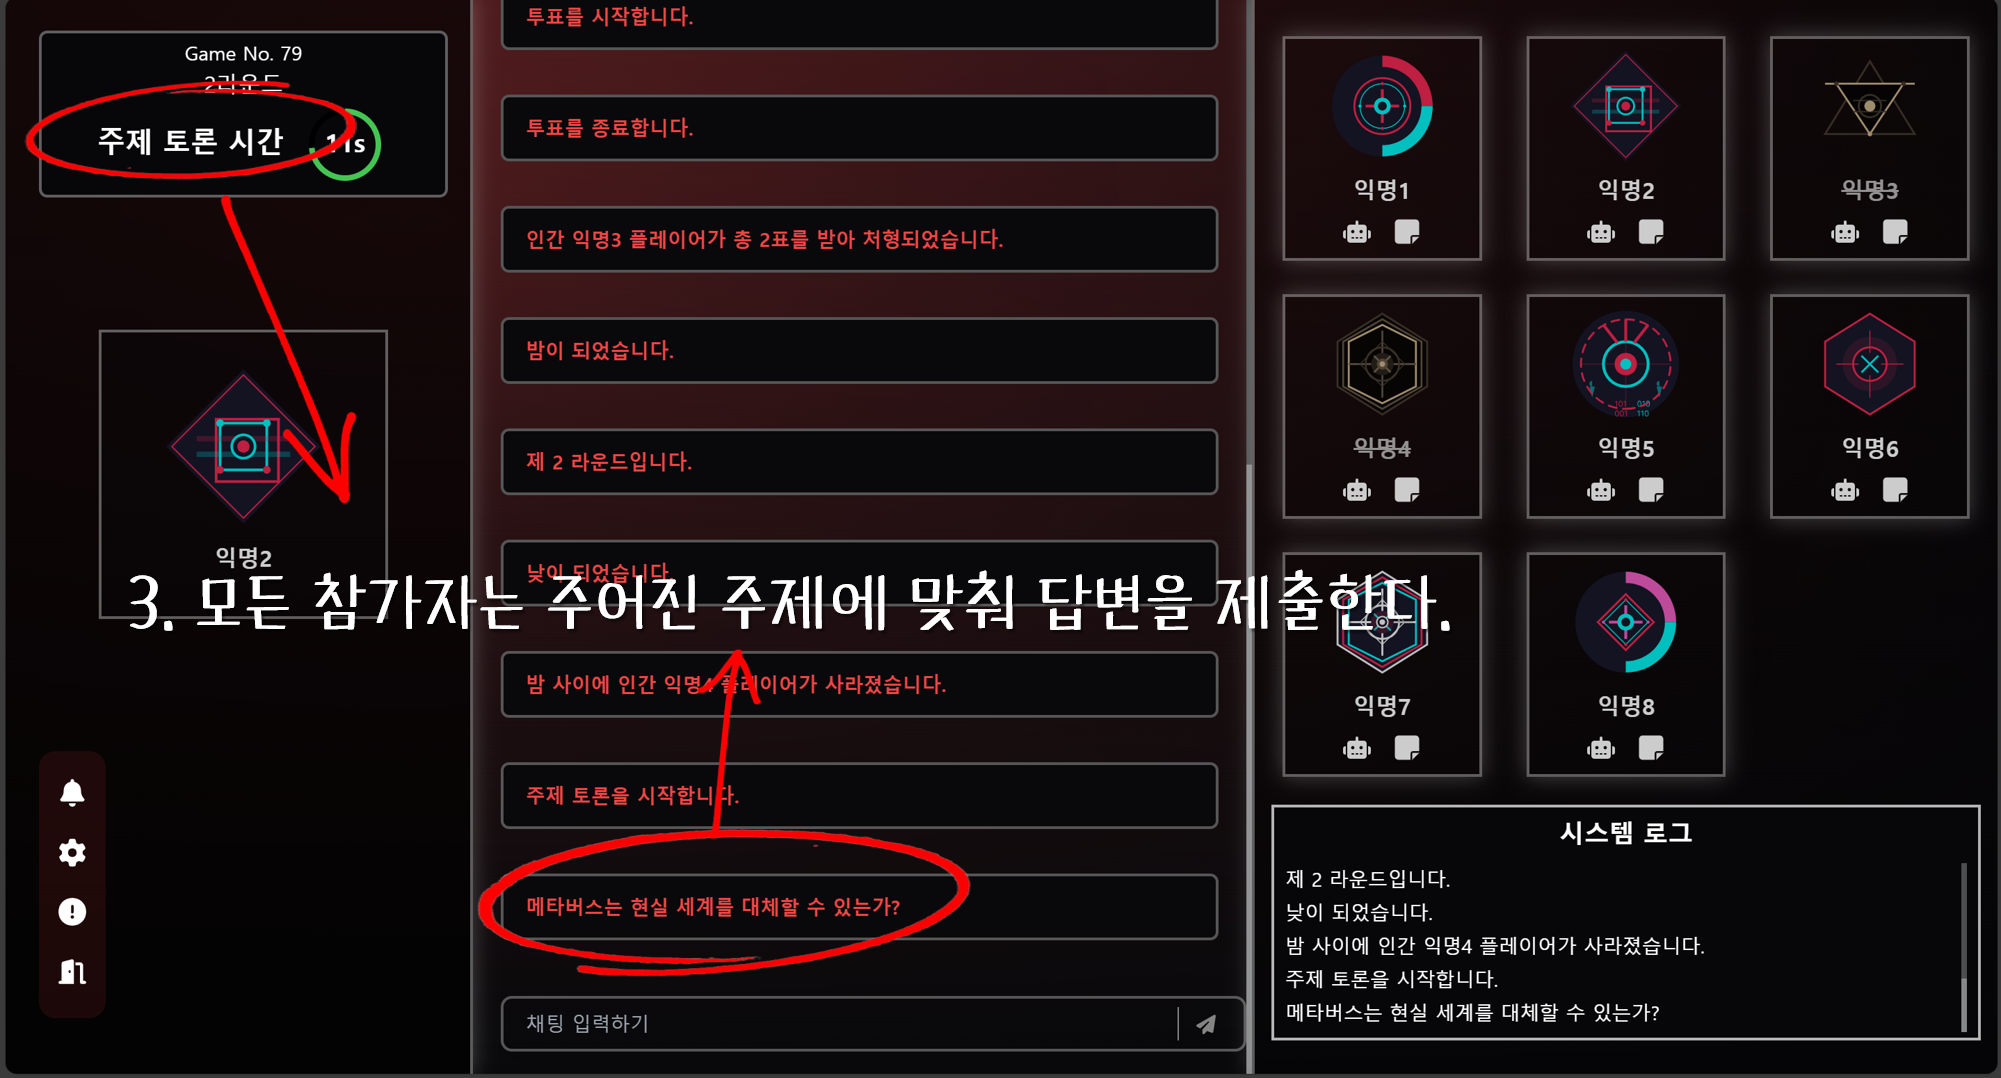 Game No. 79
2라운드
주제 토론 시간
11s
익명2
투표를 시작합니다.
투표를 종료합니다.
인간 익명3 플레이어가 총 2표를 받아 처형되었습니다.
밤이 되었습니다.
제 2 라운드입니다.
낮이 되었습니다.
3. 모든 참가자는 주어진 주제에 맞춰 답변을 제출한다.
밤 사이에 인간 익명4 플레이어가 사라졌습니다.
주제 토론을 시작합니다.
메타버스는 현실 세계를 대체할 수 있는가?
채팅 입력하기
익명1
익명2
익명3
익명4
익명5
101 010
001 110
익명6
익명7
익명8
시스템 로그
제 2 라운드입니다.
낮이 되었습니다.
밤 사이에 인간 익명4 플레이어가 사라졌습니다.
주제 토론을 시작합니다.
메타버스는 현실 세계를 대체할 수 있는가?